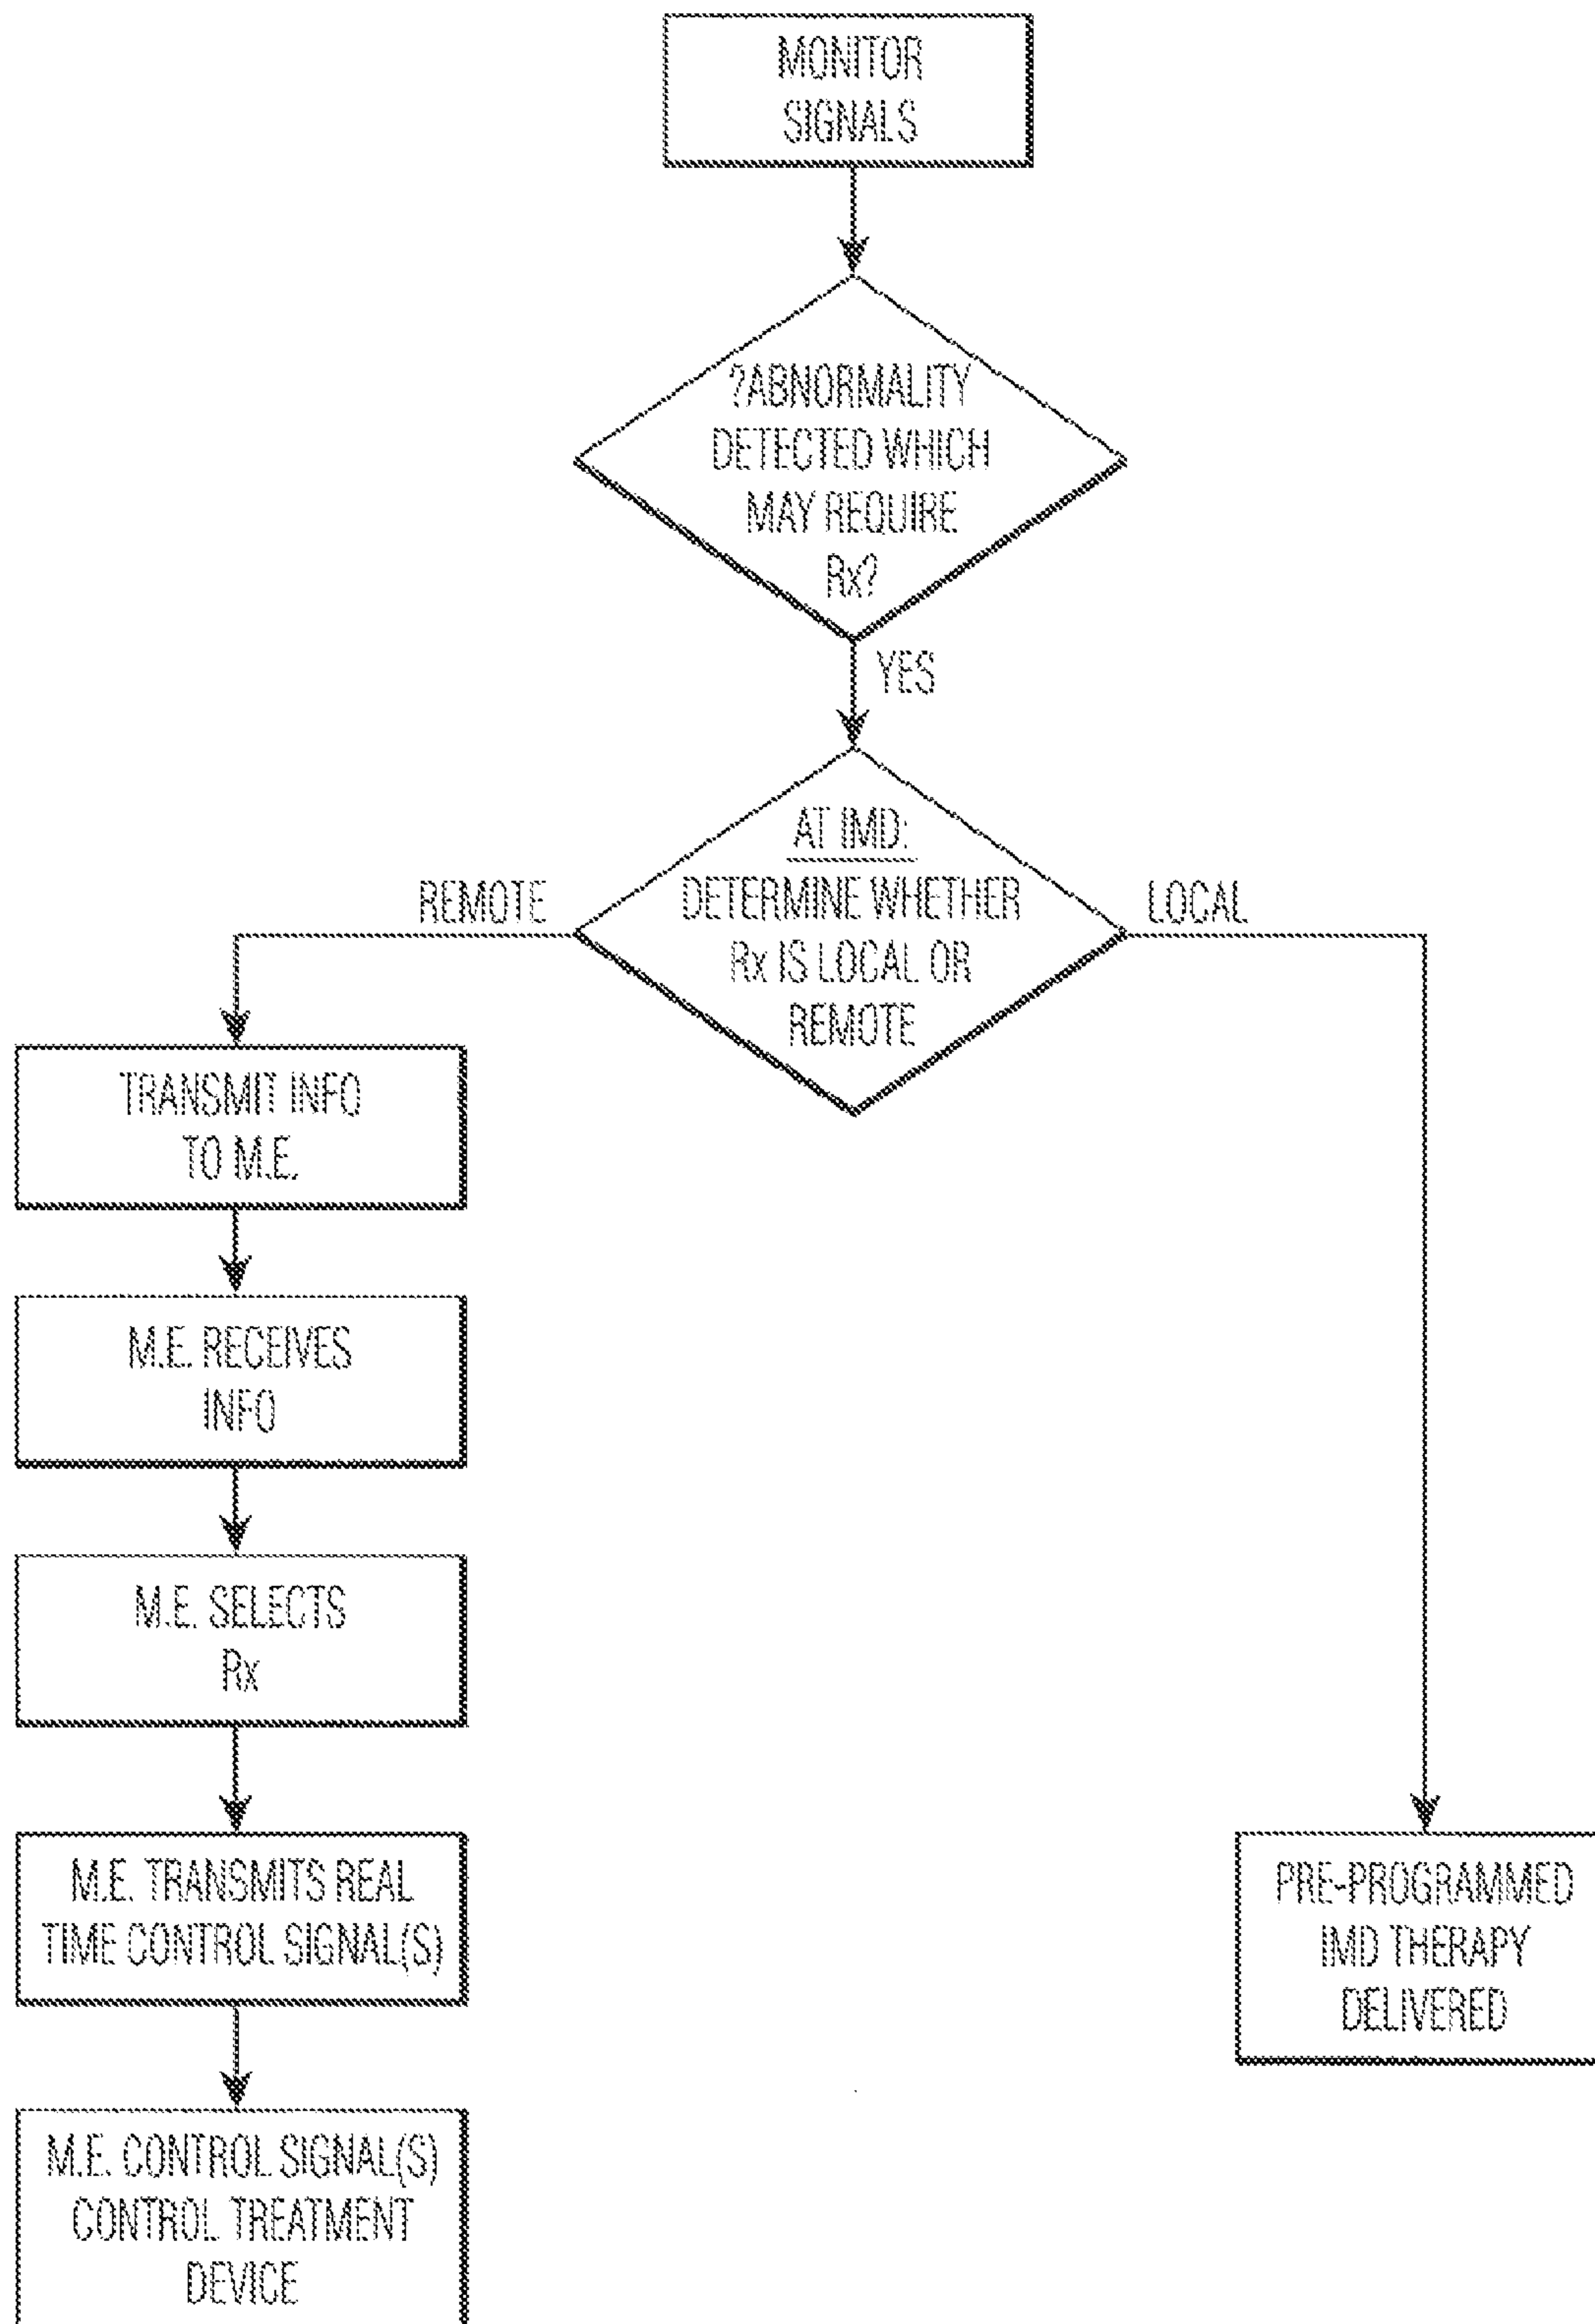 MONITOR
SIGNALS
?ABNORMALITY
DETECTED WHICH
MAY REQUIRE
Rx?
YES
AT IMD:
DETERMINE WHETHER
Rx IS LOCAL OR
REMOTE
REMOTE
LOCAL
TRANSMIT INFO
TO M.E.
M.E. RECEIVES
INFO
M.E. SELECTS
Rx
M.E. TRANSMITS REAL
TIME CONTROL SIGNAL(S)
M.E. CONTROL SIGNAL(S)
CONTROL TREATMENT
DEVICE
PRE-PROGRAMMED
IMD THERAPY
DELIVERED